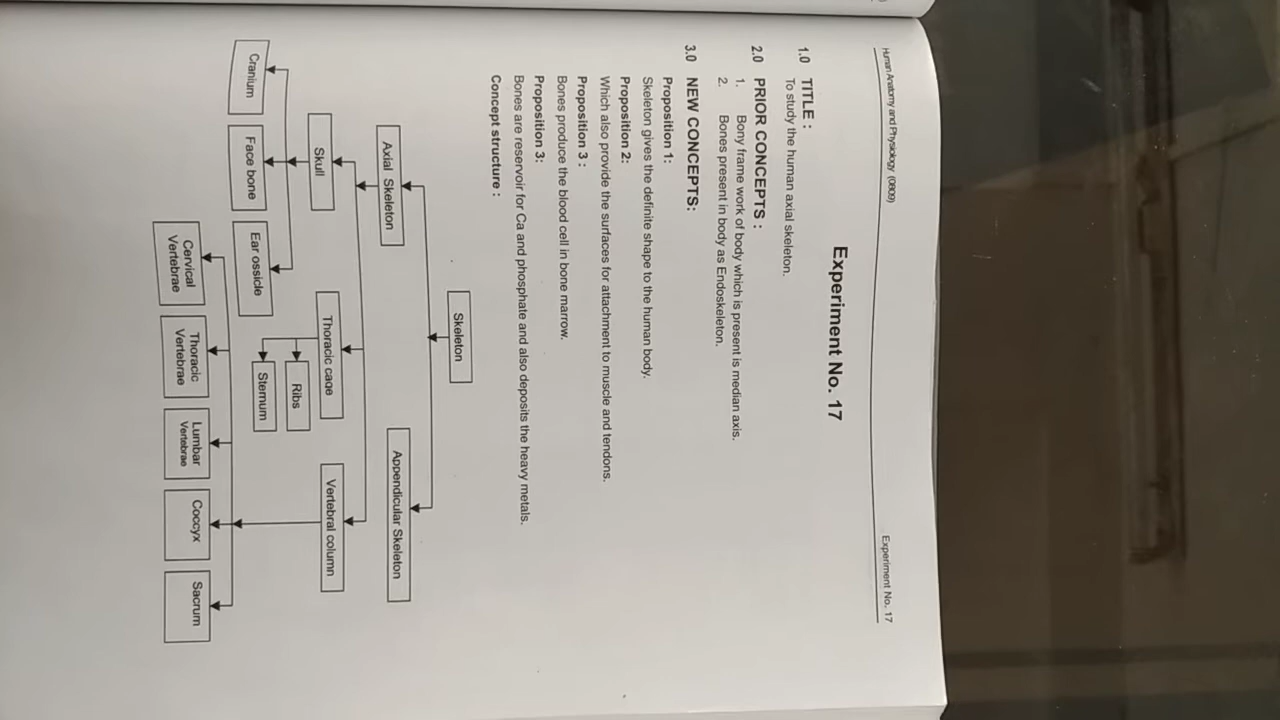 Human Anatomy and Physiology (0809) Experiment No. 17
Experiment No. 17
1.0 TITLE :
To study the human axial skeleton.
2.0 PRIOR CONCEPTS :
1. Bony frame work of body which is present is median axis.
2. Bones present in body as Endoskeleton.
3.0 NEW CONCEPTS:
Proposition 1:
Skeleton gives the definite shape to the human body.
Proposition 2:
Which also provide the surfaces for attachment to muscle and tendons.
Proposition 3 :
Bones produce the blood cell in bone marrow.
Proposition 3:
Bones are reservoir for Ca and phosphate and also deposits the heavy metals.
Concept structure :
Skeleton
Axial Skeleton
Appendicular Skeleton
Skull
Thoracic cage
Vertebral column
Ribs
Sternum
Cranium
Face bone
Ear ossicle
Cervical
Vertebrae
Thoracic
Vertebrae
Lumbar
Vertebrae
Coccyx
Sacrum